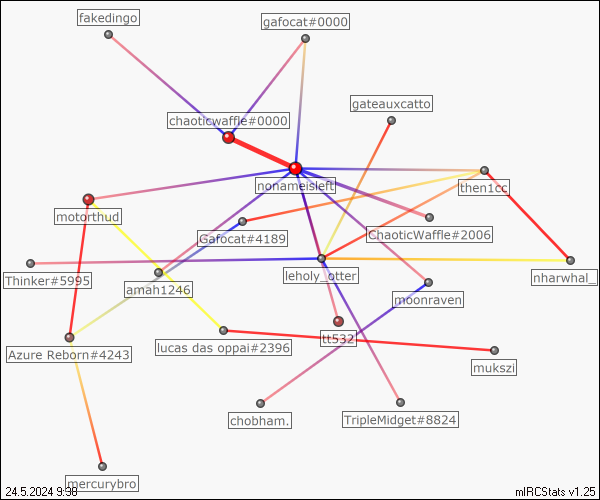 fakedingo
gafocat#0000
gateauxcatto
chaoticwaffle#0000
nonameisleft
then1cc
motorthud
Gafocat#4189
ChaoticWaffle#2006
Thinker#5995
amah1246
leholy_otter
moonraven
nharwhal_
Azure Reborn#4243
lucas das oppai#2396
tt532
mukszi
chobham.
TripleMidget#8824
mercurybro
24.5.2024 9:38
mIRCStats v1.25